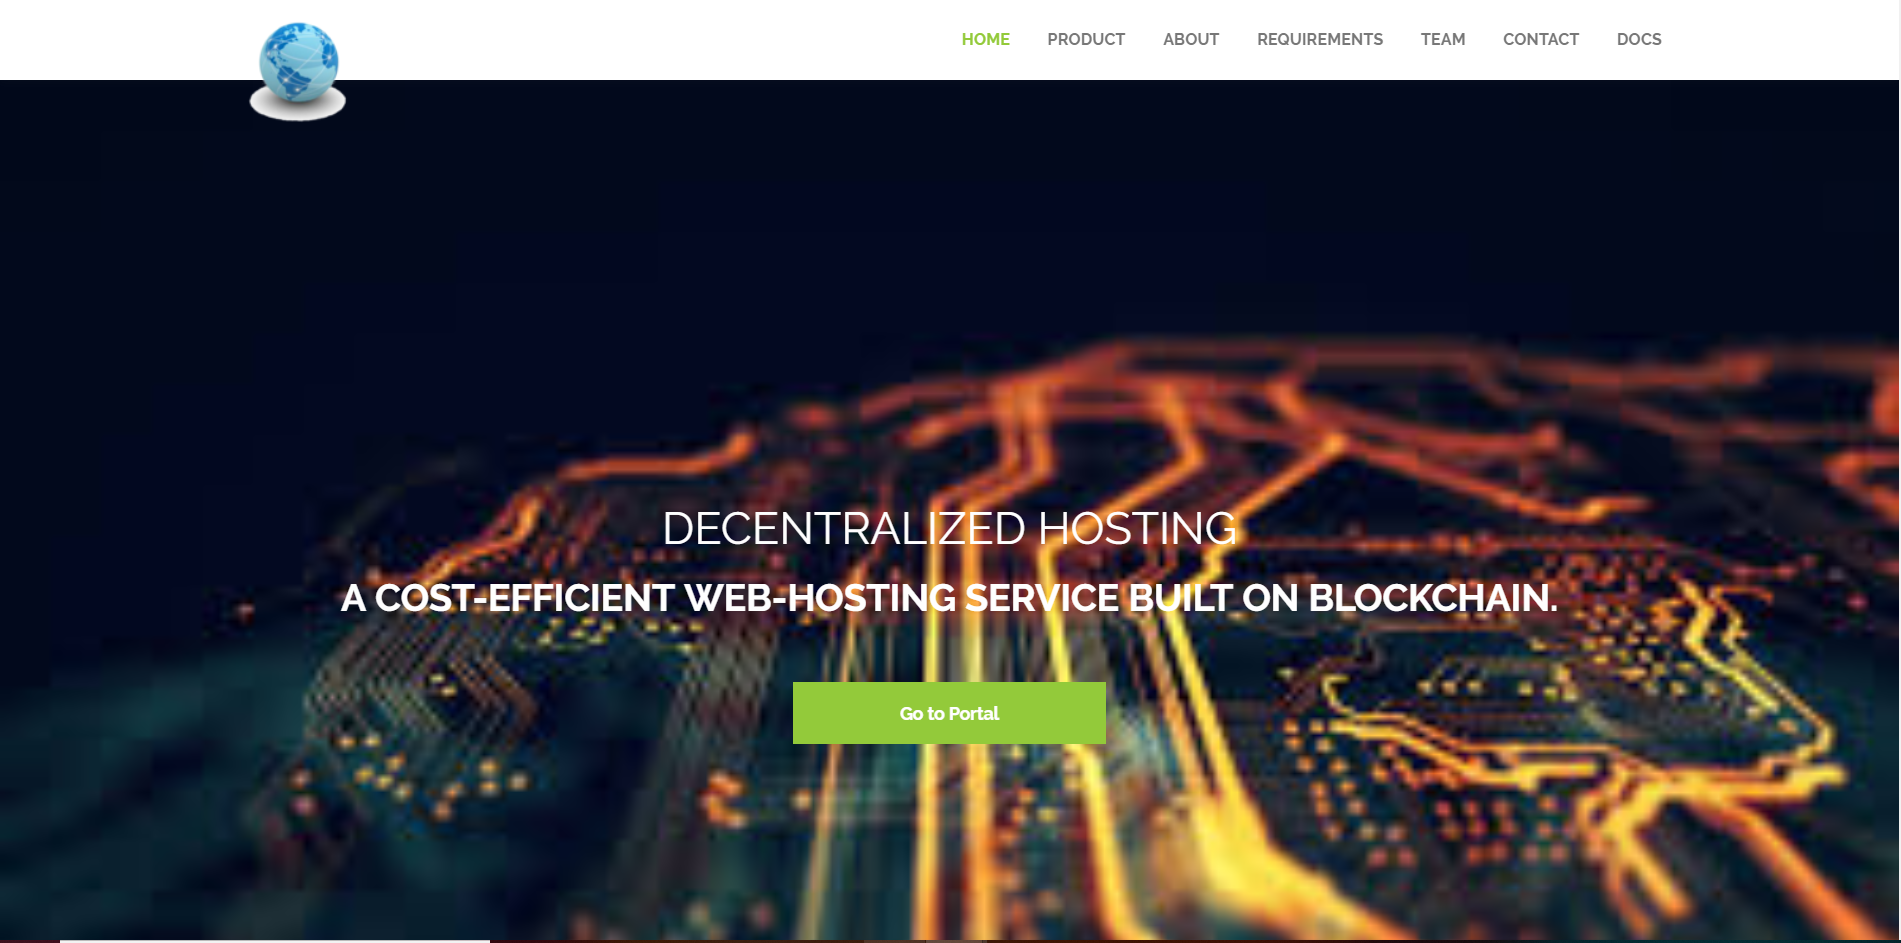 HOME PRODUCT ABOUT REQUIREMENTS TEAM CONTACT DOCS
DECENTRALIZED HOSTING
A COST-EFFICIENT WEB-HOSTING SERVICE BUILT ON BLOCKCHAIN.
Go to Portal